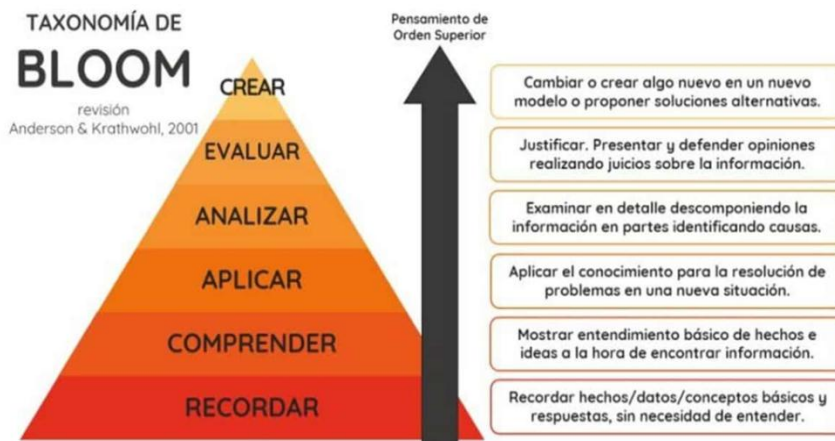 TAXONOMÍA DE
BLOOM
revisión
Anderson & Krathwohl, 2001
Pensamiento de
Orden Superior
CREAR
Cambiar o crear algo nuevo en un nuevo
modelo o proponer soluciones alternativas.
EVALUAR
Justificar. Presentar y defender opiniones
realizando juicios sobre la información.
ANALIZAR
Examinar en detalle descomponiendo la
información en partes identificando causas.
APLICAR
Aplicar el conocimiento para la resolución de
problemas en una nueva situación.
COMPRENDER
Mostrar entendimiento básico de hechos e
ideas a la hora de encontrar información.
RECORDAR
Recordar hechos/datos/conceptos básicos y
respuestas, sin necesidad de entender.